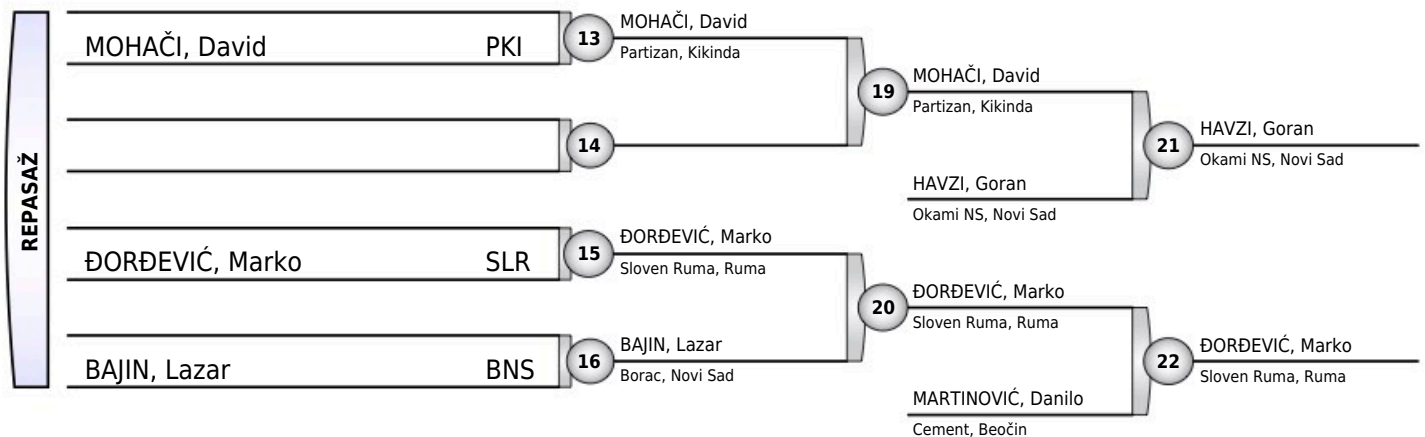 REPASAŽ
MOHAČI, David PKI
13
MOHAČI, David
Partizan, Kikinda
14
19
MOHAČI, David
Partizan, Kikinda
HAVZI, Goran
Okami NS, Novi Sad
21
HAVZI, Goran
Okami NS, Novi Sad
ĐORĐEVIĆ, Marko SLR
15
ĐORĐEVIĆ, Marko
Sloven Ruma, Ruma
BAJIN, Lazar BNS
16
BAJIN, Lazar
Borac, Novi Sad
20
ĐORĐEVIĆ, Marko
Sloven Ruma, Ruma
MARTINOVIĆ, Danilo
Cement, Beočin
22
ĐORĐEVIĆ, Marko
Sloven Ruma, Ruma